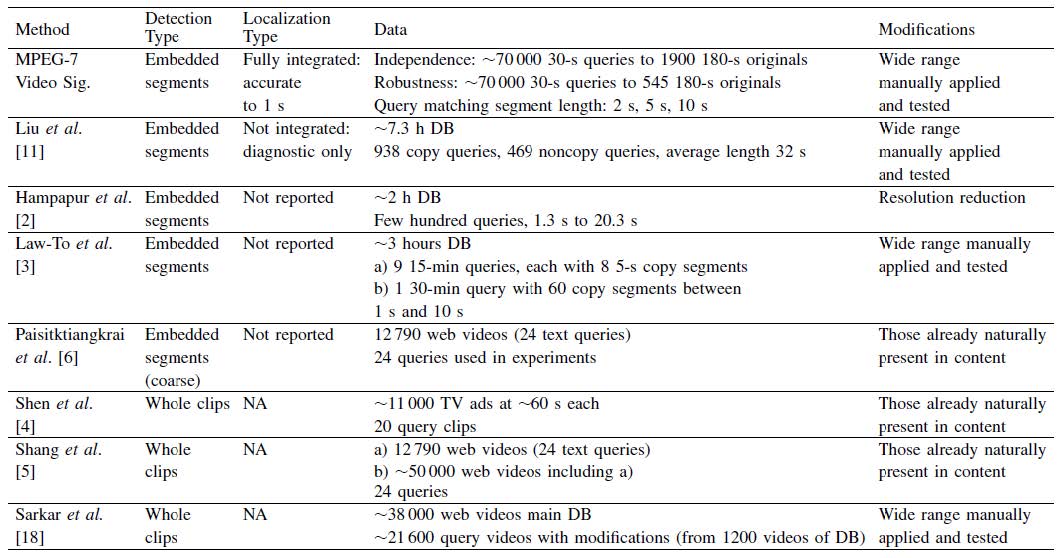 Method Detection Type Localization Type Data Modifications
MPEG-7 Embedded Fully integrated: Independence: ~70 000 30-s queries to 1900 180-s originals Wide range
Video Sig. segments accurate Robustness: ~70 000 30-s queries to 545 180-s originals manually applied
to 1 s Query matching segment length: 2 s, 5 s, 10 s and tested
Liu et al. Embedded Not integrated: ~7.3 h DB Wide range
[11] segments diagnostic only 938 copy queries, 469 noncopy queries, average length 32 s manually applied
and tested
Hampapur et al. Embedded Not reported ~2 h DB Resolution reduction
[2] segments Few hundred queries, 1.3 s to 20.3 s
Law-To et al. Embedded Not reported ~3 hours DB Wide range manually
[3] segments a) 9 15-min queries, each with 8 5-s copy segments applied and tested
b) 1 30-min query with 60 copy segments between
1 s and 10 s
Paisitktiangkrai Embedded Not reported 12 790 web videos (24 text queries) Those already naturally
et al. [6] segments 24 queries used in experiments present in content
(coarse)
Shen et al. Whole clips NA ~11 000 TV ads at ~60 s each Those already naturally
[4] 20 query clips present in content
Shang et al. Whole NA a) 12 790 web videos (24 text queries) Those already naturally
[5] clips b) ~50 000 web videos including a) present in content
24 queries
Sarkar et al. Whole NA ~38 000 web videos main DB Wide range manually
[18] clips ~21 600 query videos with modifications (from 1200 videos of DB) applied and tested